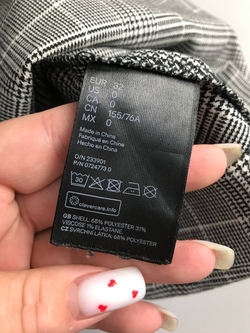 EUR 32
US 0
CA 0
CN 155/76A
MX 0
Made in China
Fabriqué en Chine
Hecho en China
O/N 233901
P/N 0724773 0
30
clevercare.info
GB SHELL: 68% POLYESTER 31%
VISCOSE 1% ELASTANE
CZ SVRCHNÍ LÁTKA: 68% POLYESTER